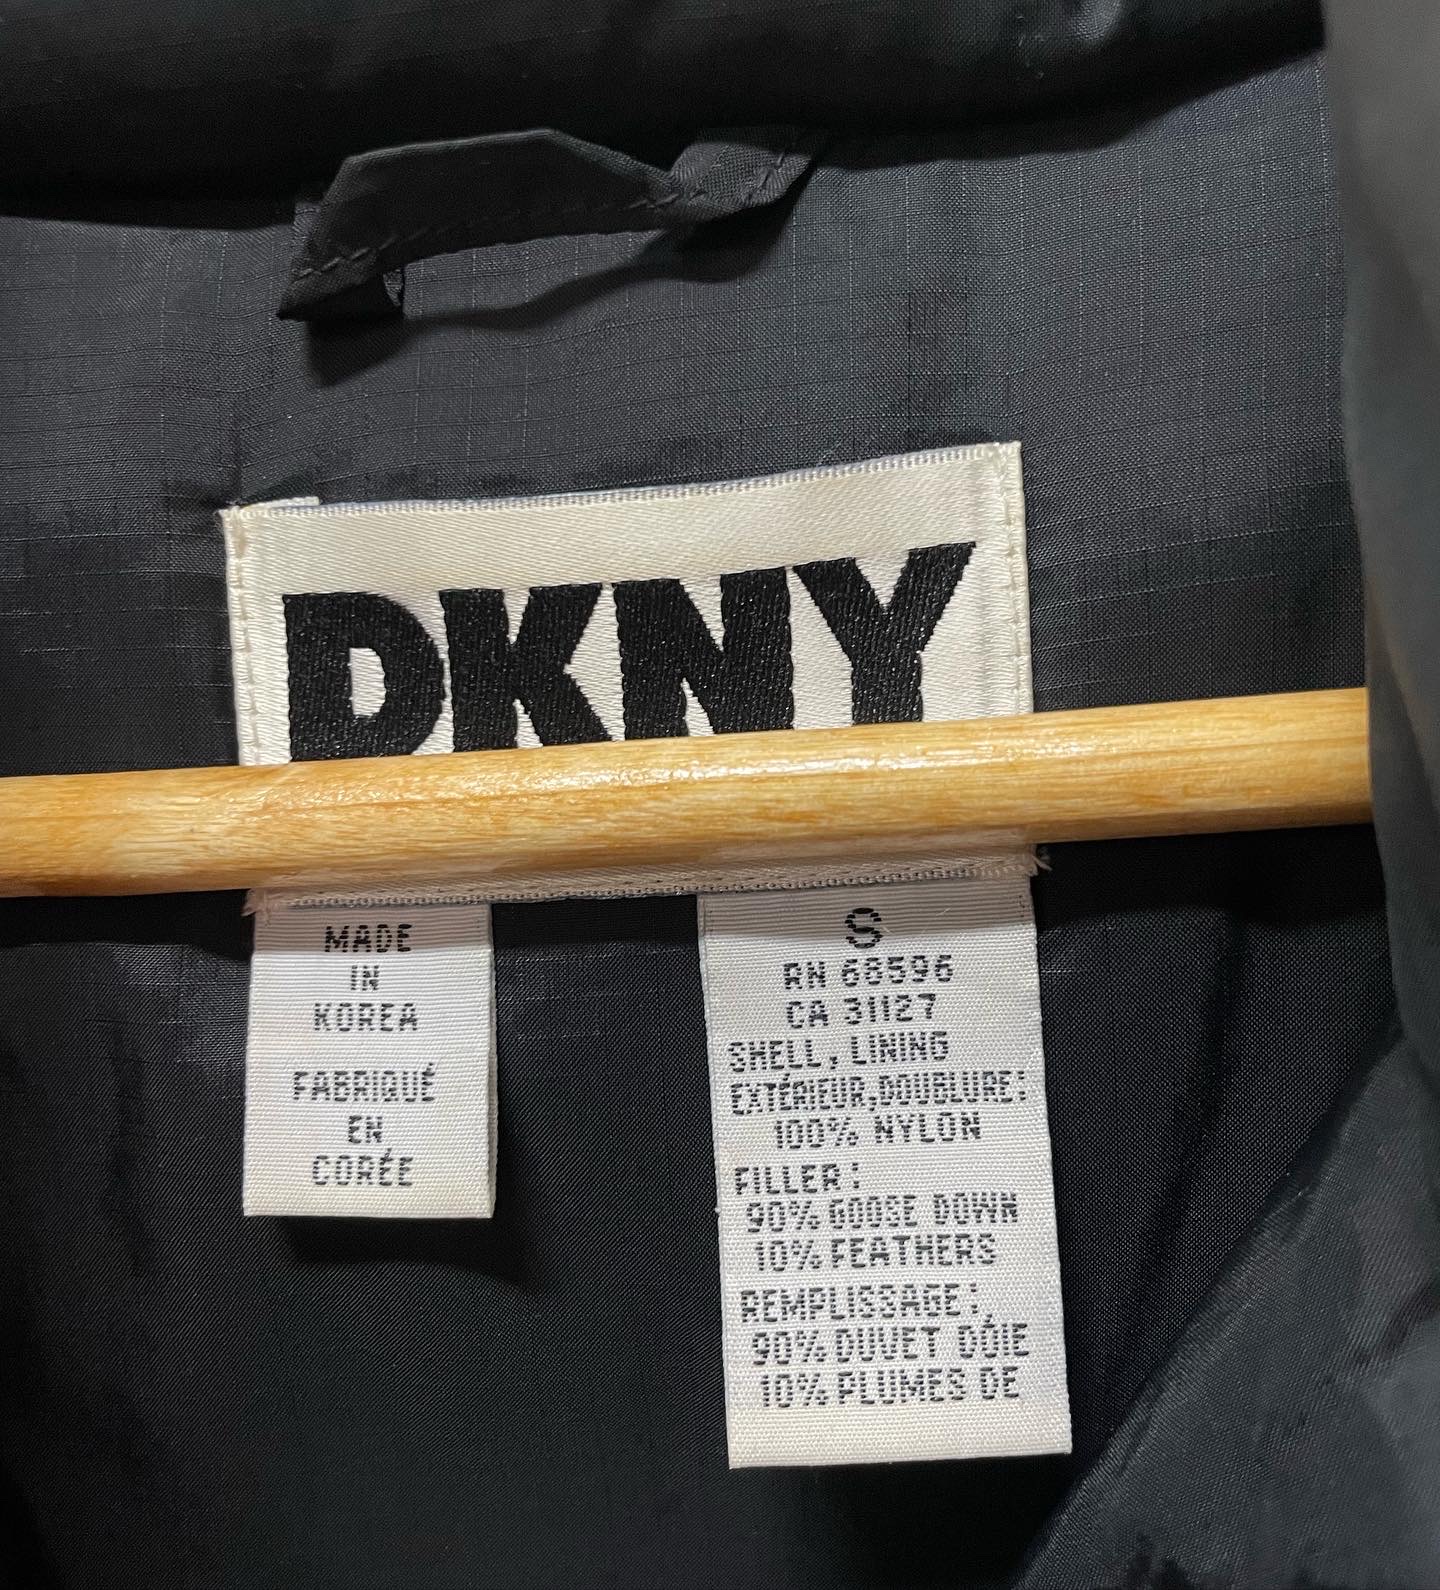 DKNY
MADE
IN
KOREA
FABRIQUÉ
EN
CORÉE
S
RN 68596
CA 31127
SHELL, LINING
EXTÉRIEUR,DOUBLURE:
100% NYLON
FILLER:
90% GOOSE DOWN
10% FEATHERS
REMPLISSAGE:
90% DUVET DÓIE
10% PLUMES DE